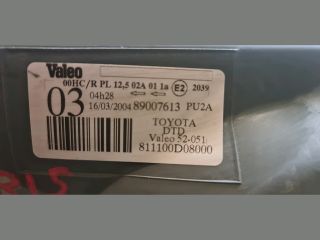 Valeo
00HC/R PL 12,5 02A 01 1a E2 2039
03 04h28
16/03/2004 89007613 PU2A
TOYOTA
DTD
Valeo 52-051
811100D08000